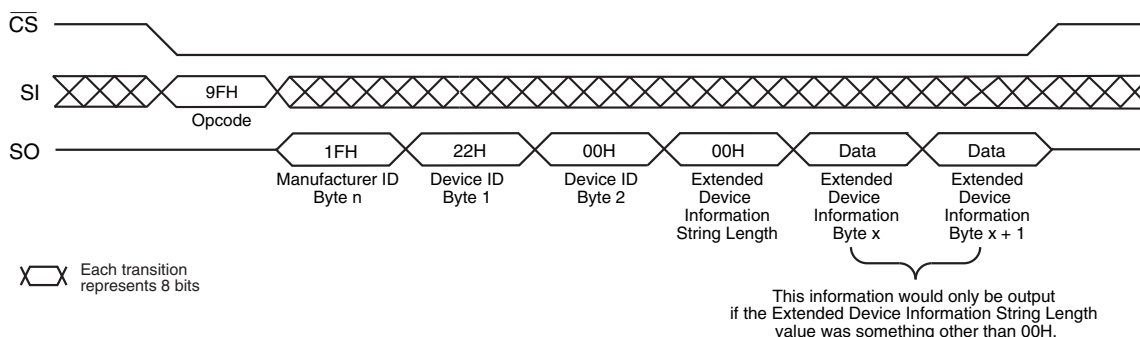 CS
SI
9FH
Opcode
SO
1FH
22H
00H
00H
Data
Data
Manufacturer ID
Byte n
Device ID
Byte 1
Device ID
Byte 2
Extended
Device
Information
String Length
Extended
Device
Information
Byte x
Extended
Device
Information
Byte x + 1
Each transition
represents 8 bits
This information would only be output
if the Extended Device Information String Length
value was something other than 00H.